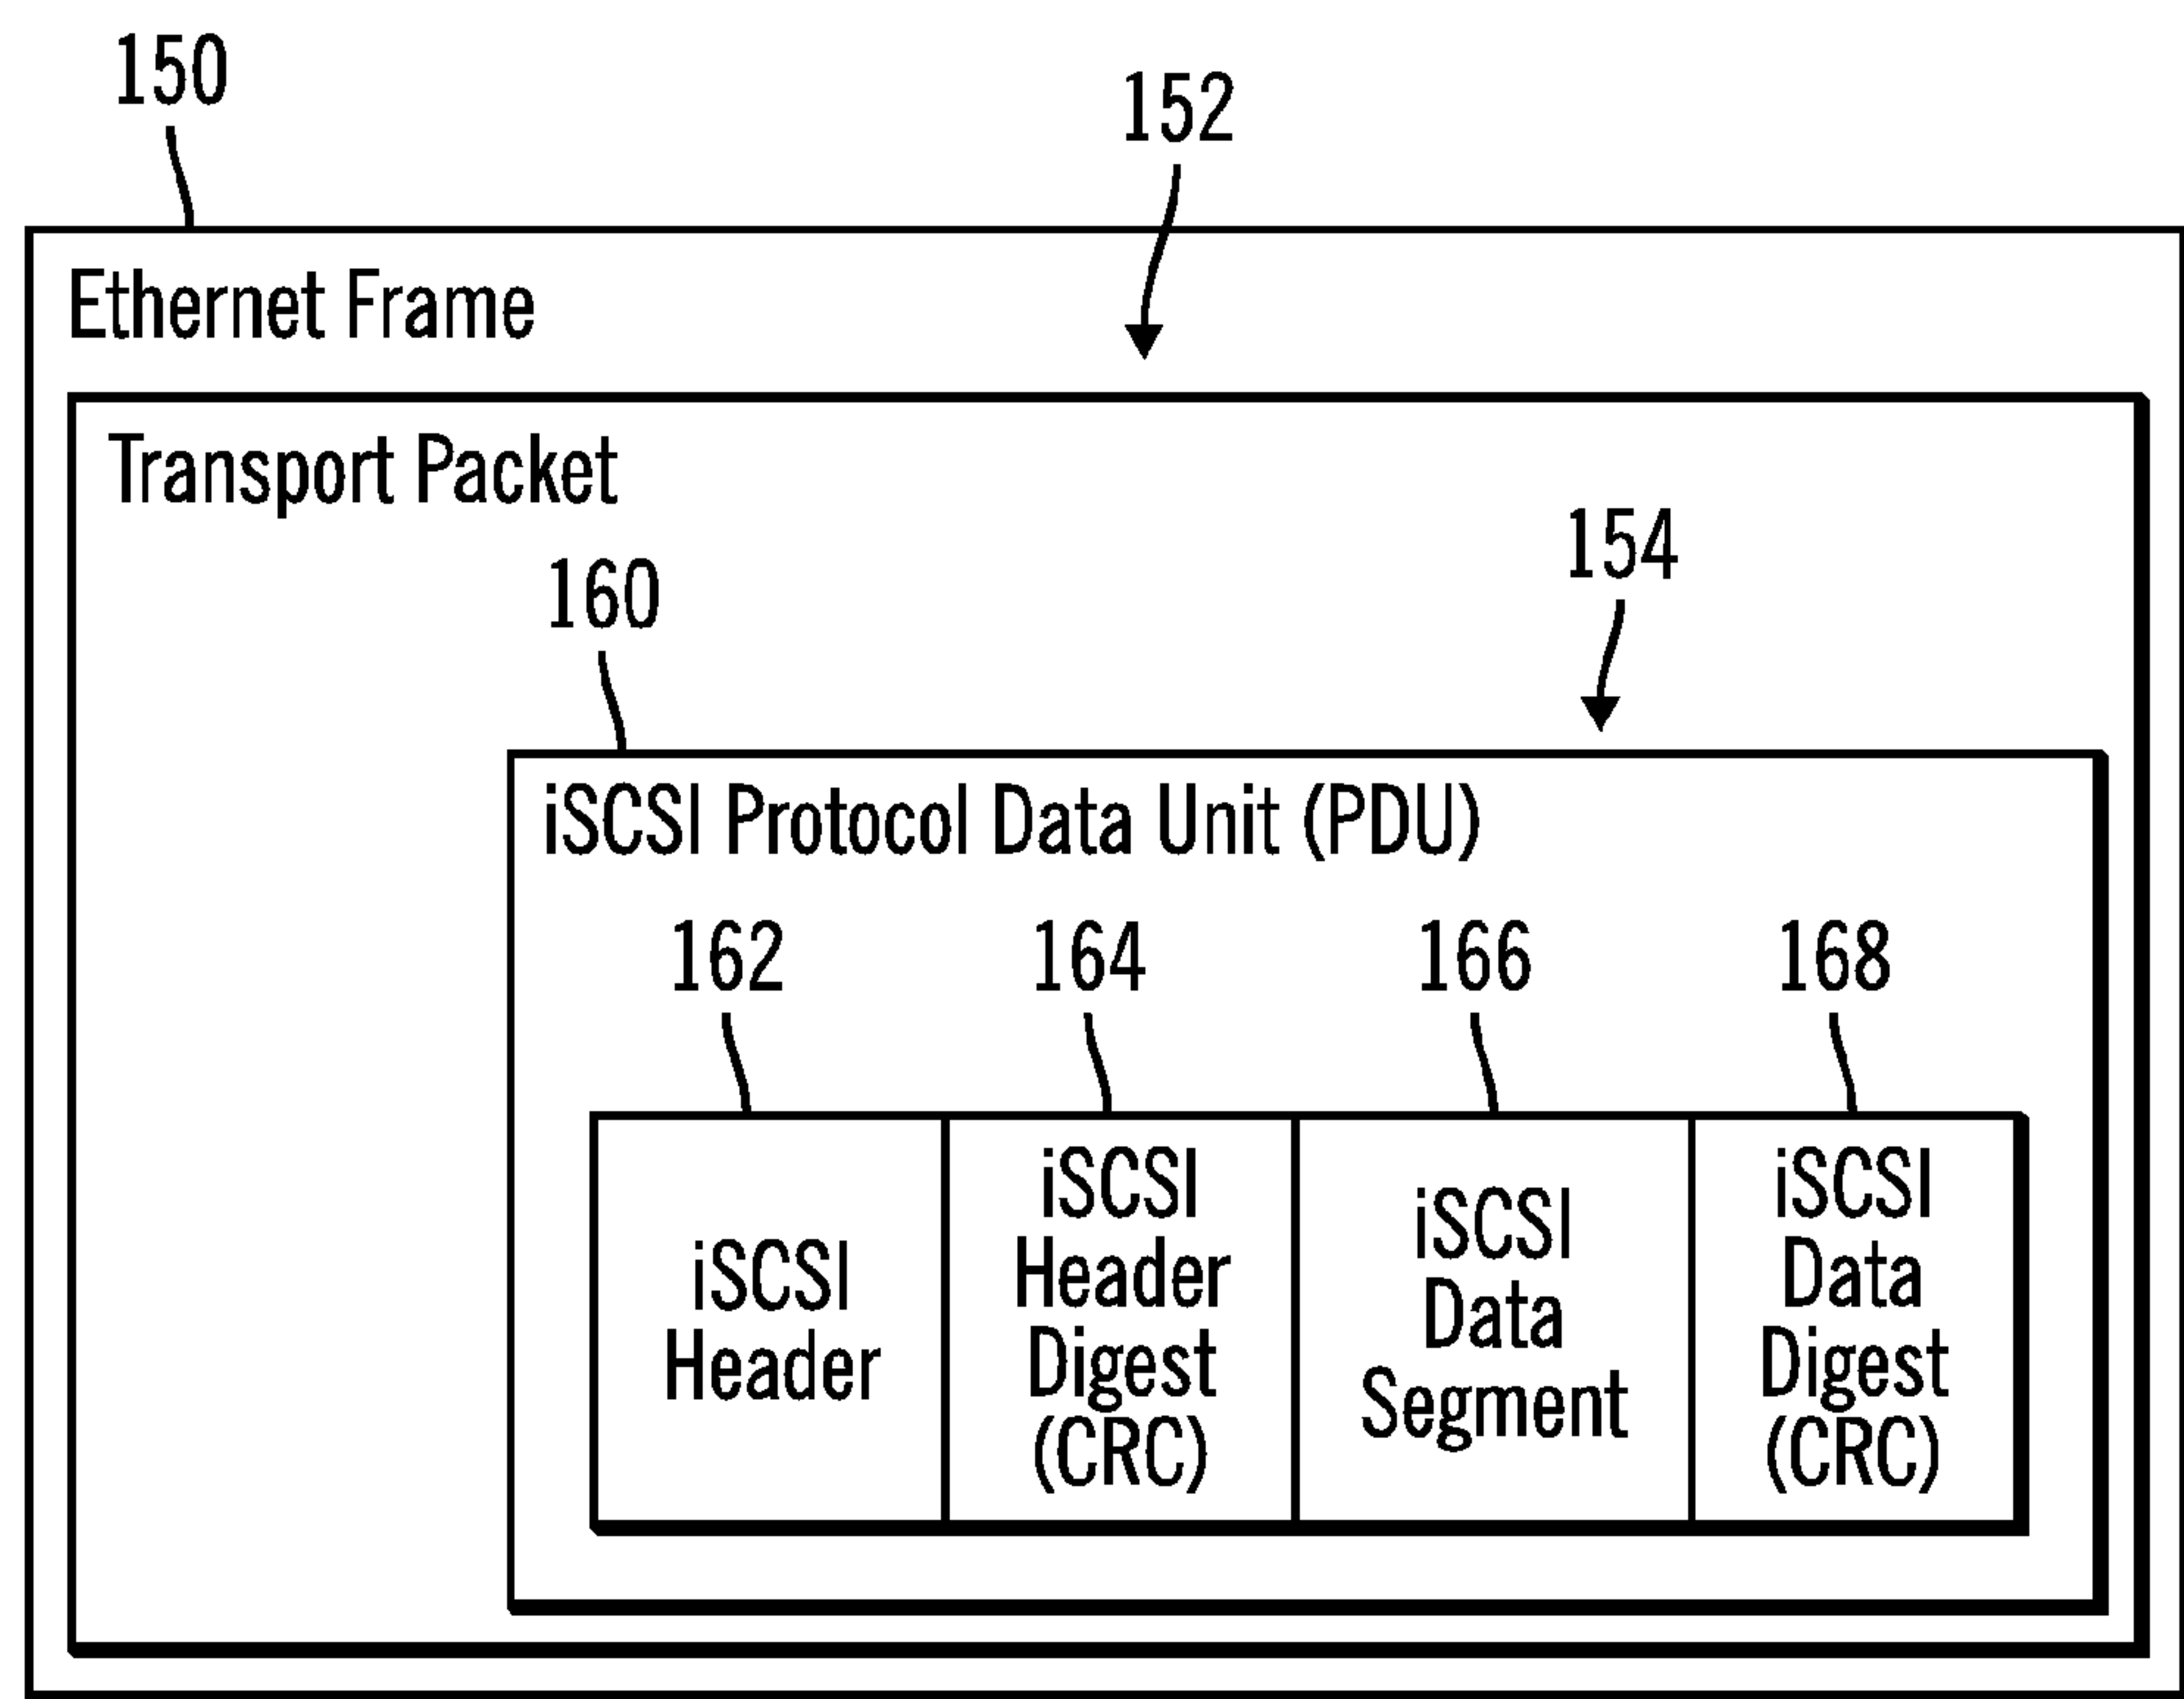 150
152
Ethernet Frame
Transport Packet
154
160
iSCSI Protocol Data Unit (PDU)
162 164 166 168
iSCSI
Header
iSCSI
Header
Digest
(CRC)
iSCSI
Data
Segment
iSCSI
Data
Digest
(CRC)